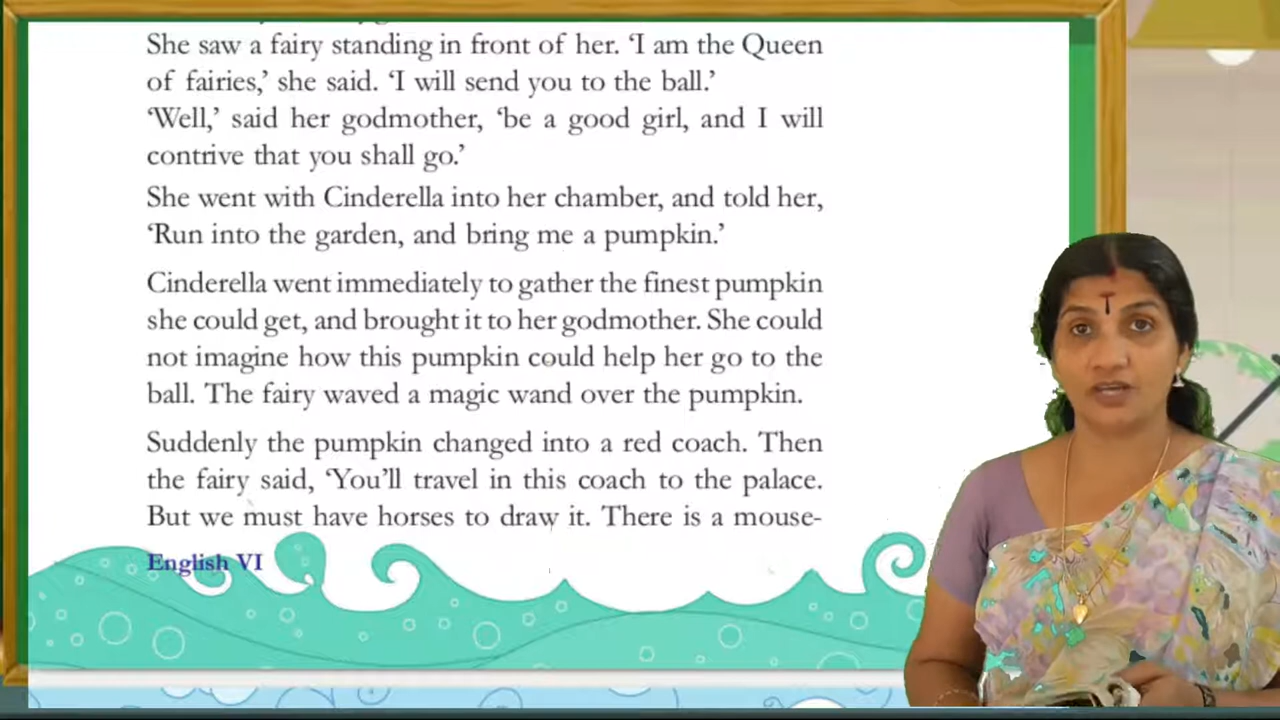 She saw a fairy standing in front of her. ‘I am the Queen
of fairies,’ she said. ‘I will send you to the ball.’
‘Well,’ said her godmother, ‘be a good girl, and I will
contrive that you shall go.’
She went with Cinderella into her chamber, and told her,
‘Run into the garden, and bring me a pumpkin.’
Cinderella went immediately to gather the finest pumpkin
she could get, and brought it to her godmother. She could
not imagine how this pumpkin could help her go to the
ball. The fairy waved a magic wand over the pumpkin.
Suddenly the pumpkin changed into a red coach. Then
the fairy said, ‘You’ll travel in this coach to the palace.
But we must have horses to draw it. There is a mouse-
English VI